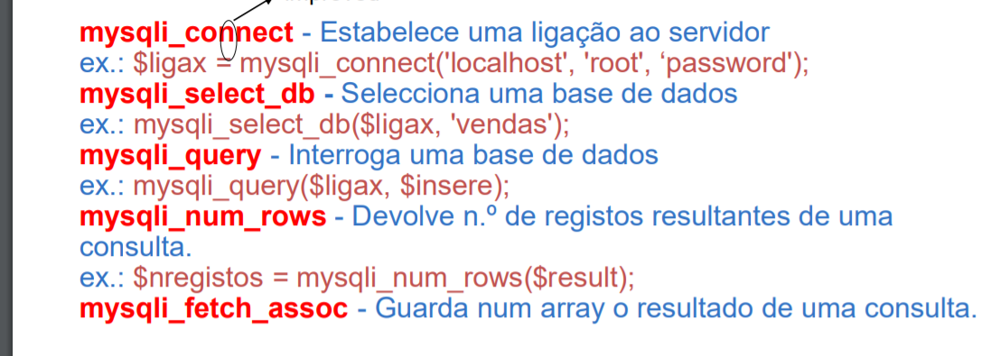 mysqli_connect - Estabelece uma ligação ao servidor
ex.: $ligax = mysqli_connect('localhost', 'root', ‘password');
mysqli_select_db - Selecciona uma base de dados
ex.: mysqli_select_db($ligax, 'vendas');
mysqli_query - Interroga uma base de dados
ex.: mysqli_query($ligax, $insere);
mysqli_num_rows - Devolve n.º de registos resultantes de uma
consulta.
ex.: $nregistos = mysqli_num_rows($result);
mysqli_fetch_assoc - Guarda num array o resultado de uma consulta.